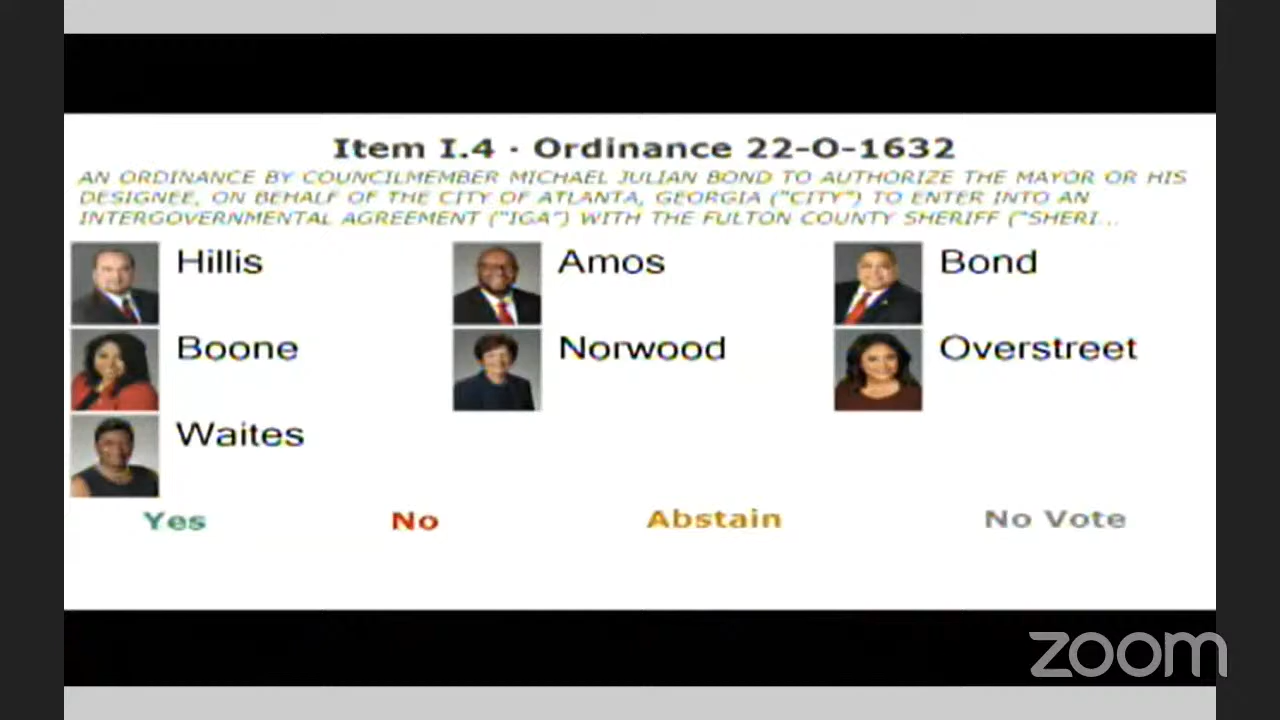 Item I.4 · Ordinance 22-O-1632
AN ORDINANCE BY COUNCILMEMBER MICHAEL JULIAN BOND TO AUTHORIZE THE MAYOR OR HIS
DESIGNEE, ON BEHALF OF THE CITY OF ATLANTA, GEORGIA ("CITY") TO ENTER INTO AN
INTERGOVERNMENTAL AGREEMENT ("IGA") WITH THE FULTON COUNTY SHERIFF ("SHERI...
Hillis Amos Bond
Boone Norwood Overstreet
Waites
Yes No Abstain No Vote
zoom